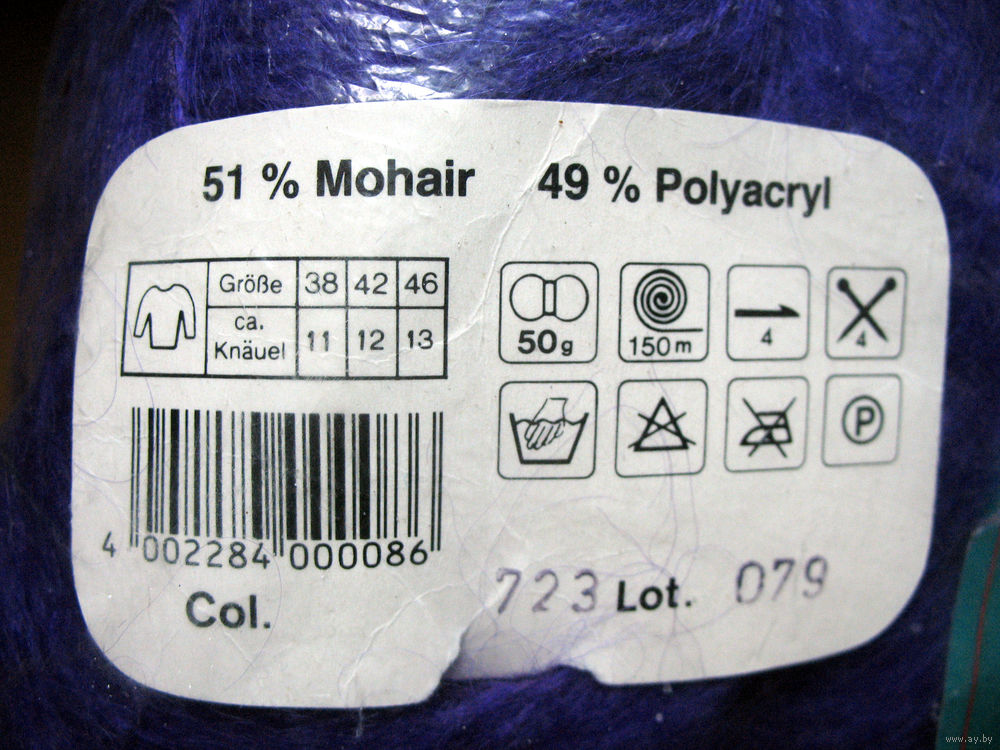 51 % Mohair 49 % Polyacryl
Größe 38 42 46
ca.
Knäuel 11 12 13
50g
150m
4
4
P
4 002284 000086
Col. 723 Lot. 079
www.ay.by